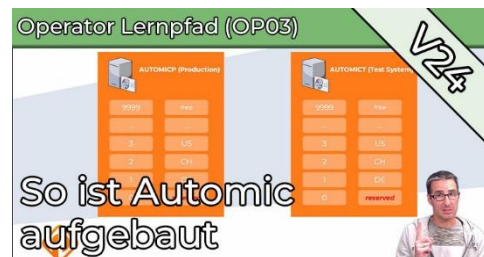 Operator Lernpfad (OP03)
V24
AUTOMICP (Production)
9999 free
... ...
3 US
2 CH
1
AUTOMICT (Test System)
9999 free
... ...
3 US
2 CH
1 DE
0 reserved
So ist Automic
aufgebaut